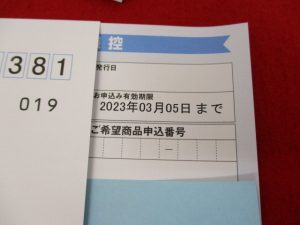 控
発行日
381
019
お申込み有効期限
2023年03月05日 まで
ご希望商品申込番号
－